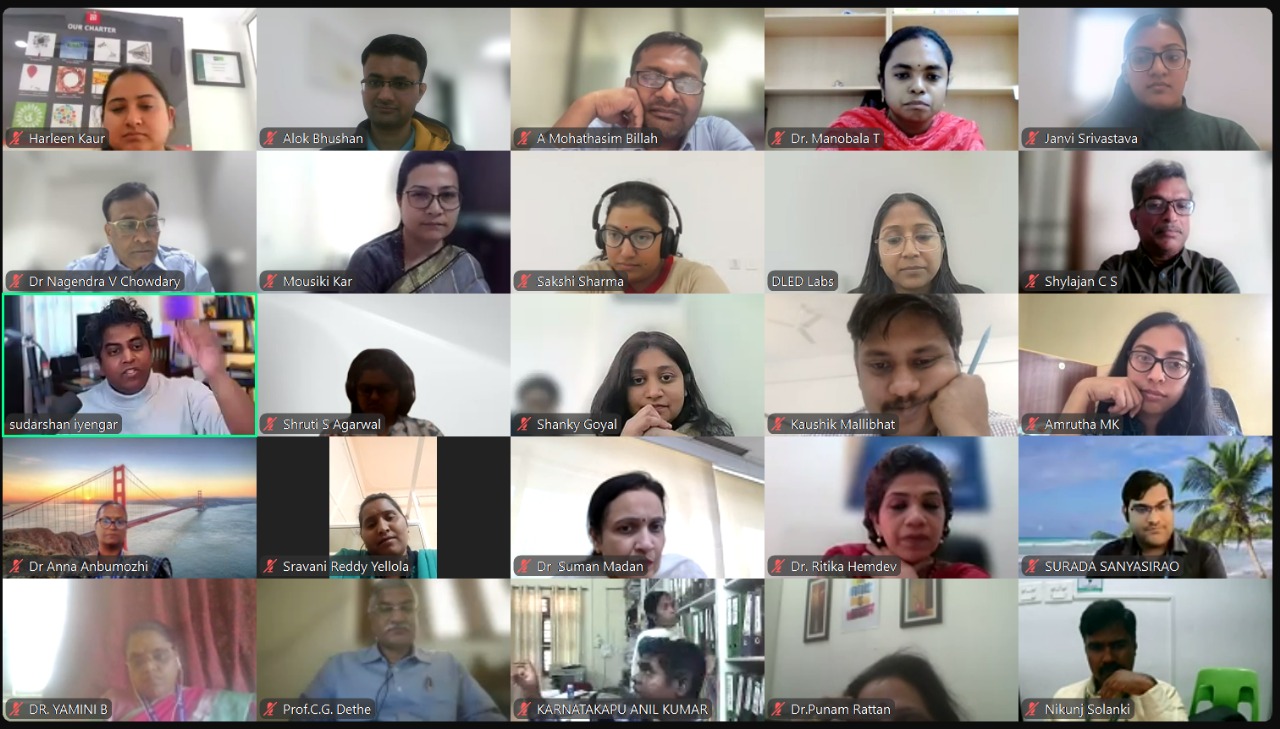 OUR CHARTER
Harleen Kaur
Alok Bhushan
A Mohathasim Billah
Dr. Manobala T
Janvi Srivastava
Dr Nagendra V Chowdary
Mousiki Kar
Sakshi Sharma
DLED Labs
Shylajan C S
sudarshan iyengar
Shruti S Agarwal
Shanky Goyal
Kaushik Mallibhat
Amrutha MK
Dr Anna Anbumozhi
Sravani Reddy Yellola
Dr Suman Madan
Dr. Ritika Hemdev
SURADA SANYASIRAO
DR. YAMINI B
Prof.C.G. Dethe
KARNATAKAPU ANIL KUMAR
Dr.Punam Rattan
Nikunj Solanki